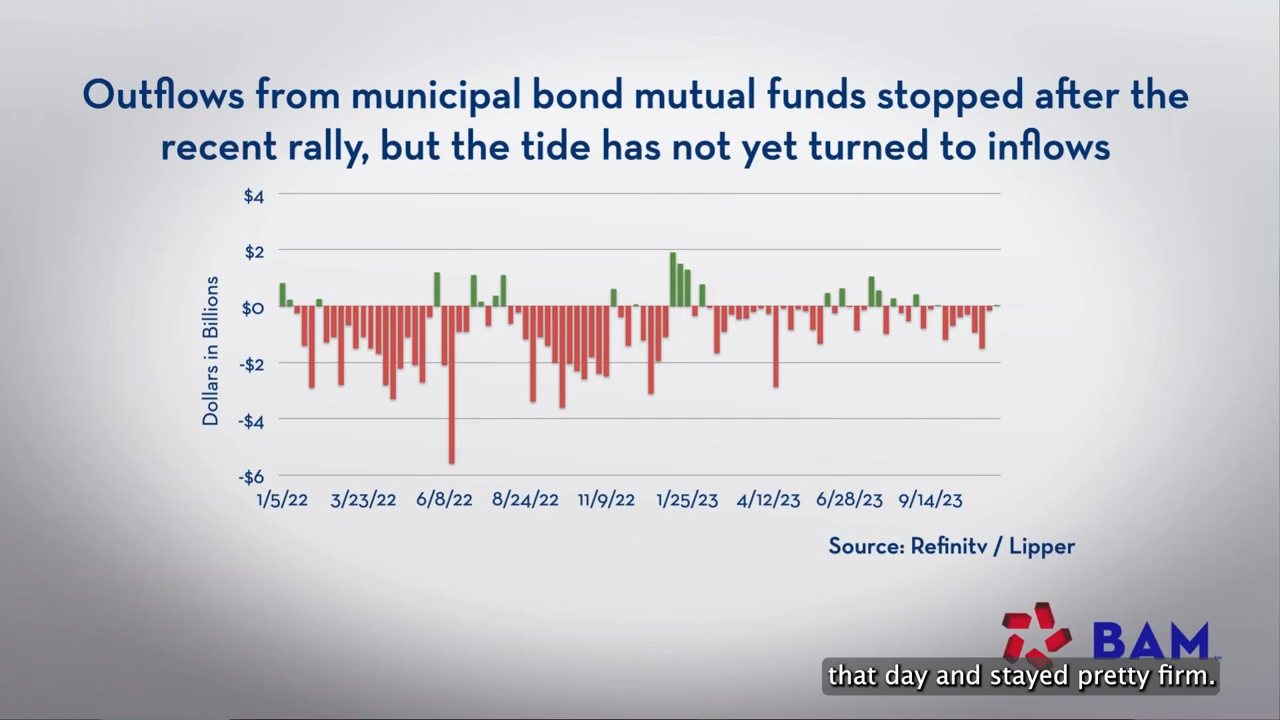 Outflows from municipal bond mutual funds stopped after the
recent rally, but the tide has not yet turned to inflows
$4
$2
$0
-$2
-$4
-$6
Dollars in Billions
1/5/22 3/23/22 6/8/22 8/24/22 11/9/22 1/25/23 4/12/23 6/28/23 9/14/23
Source: Refinitv / Lipper
BAM
that day and stayed pretty firm.